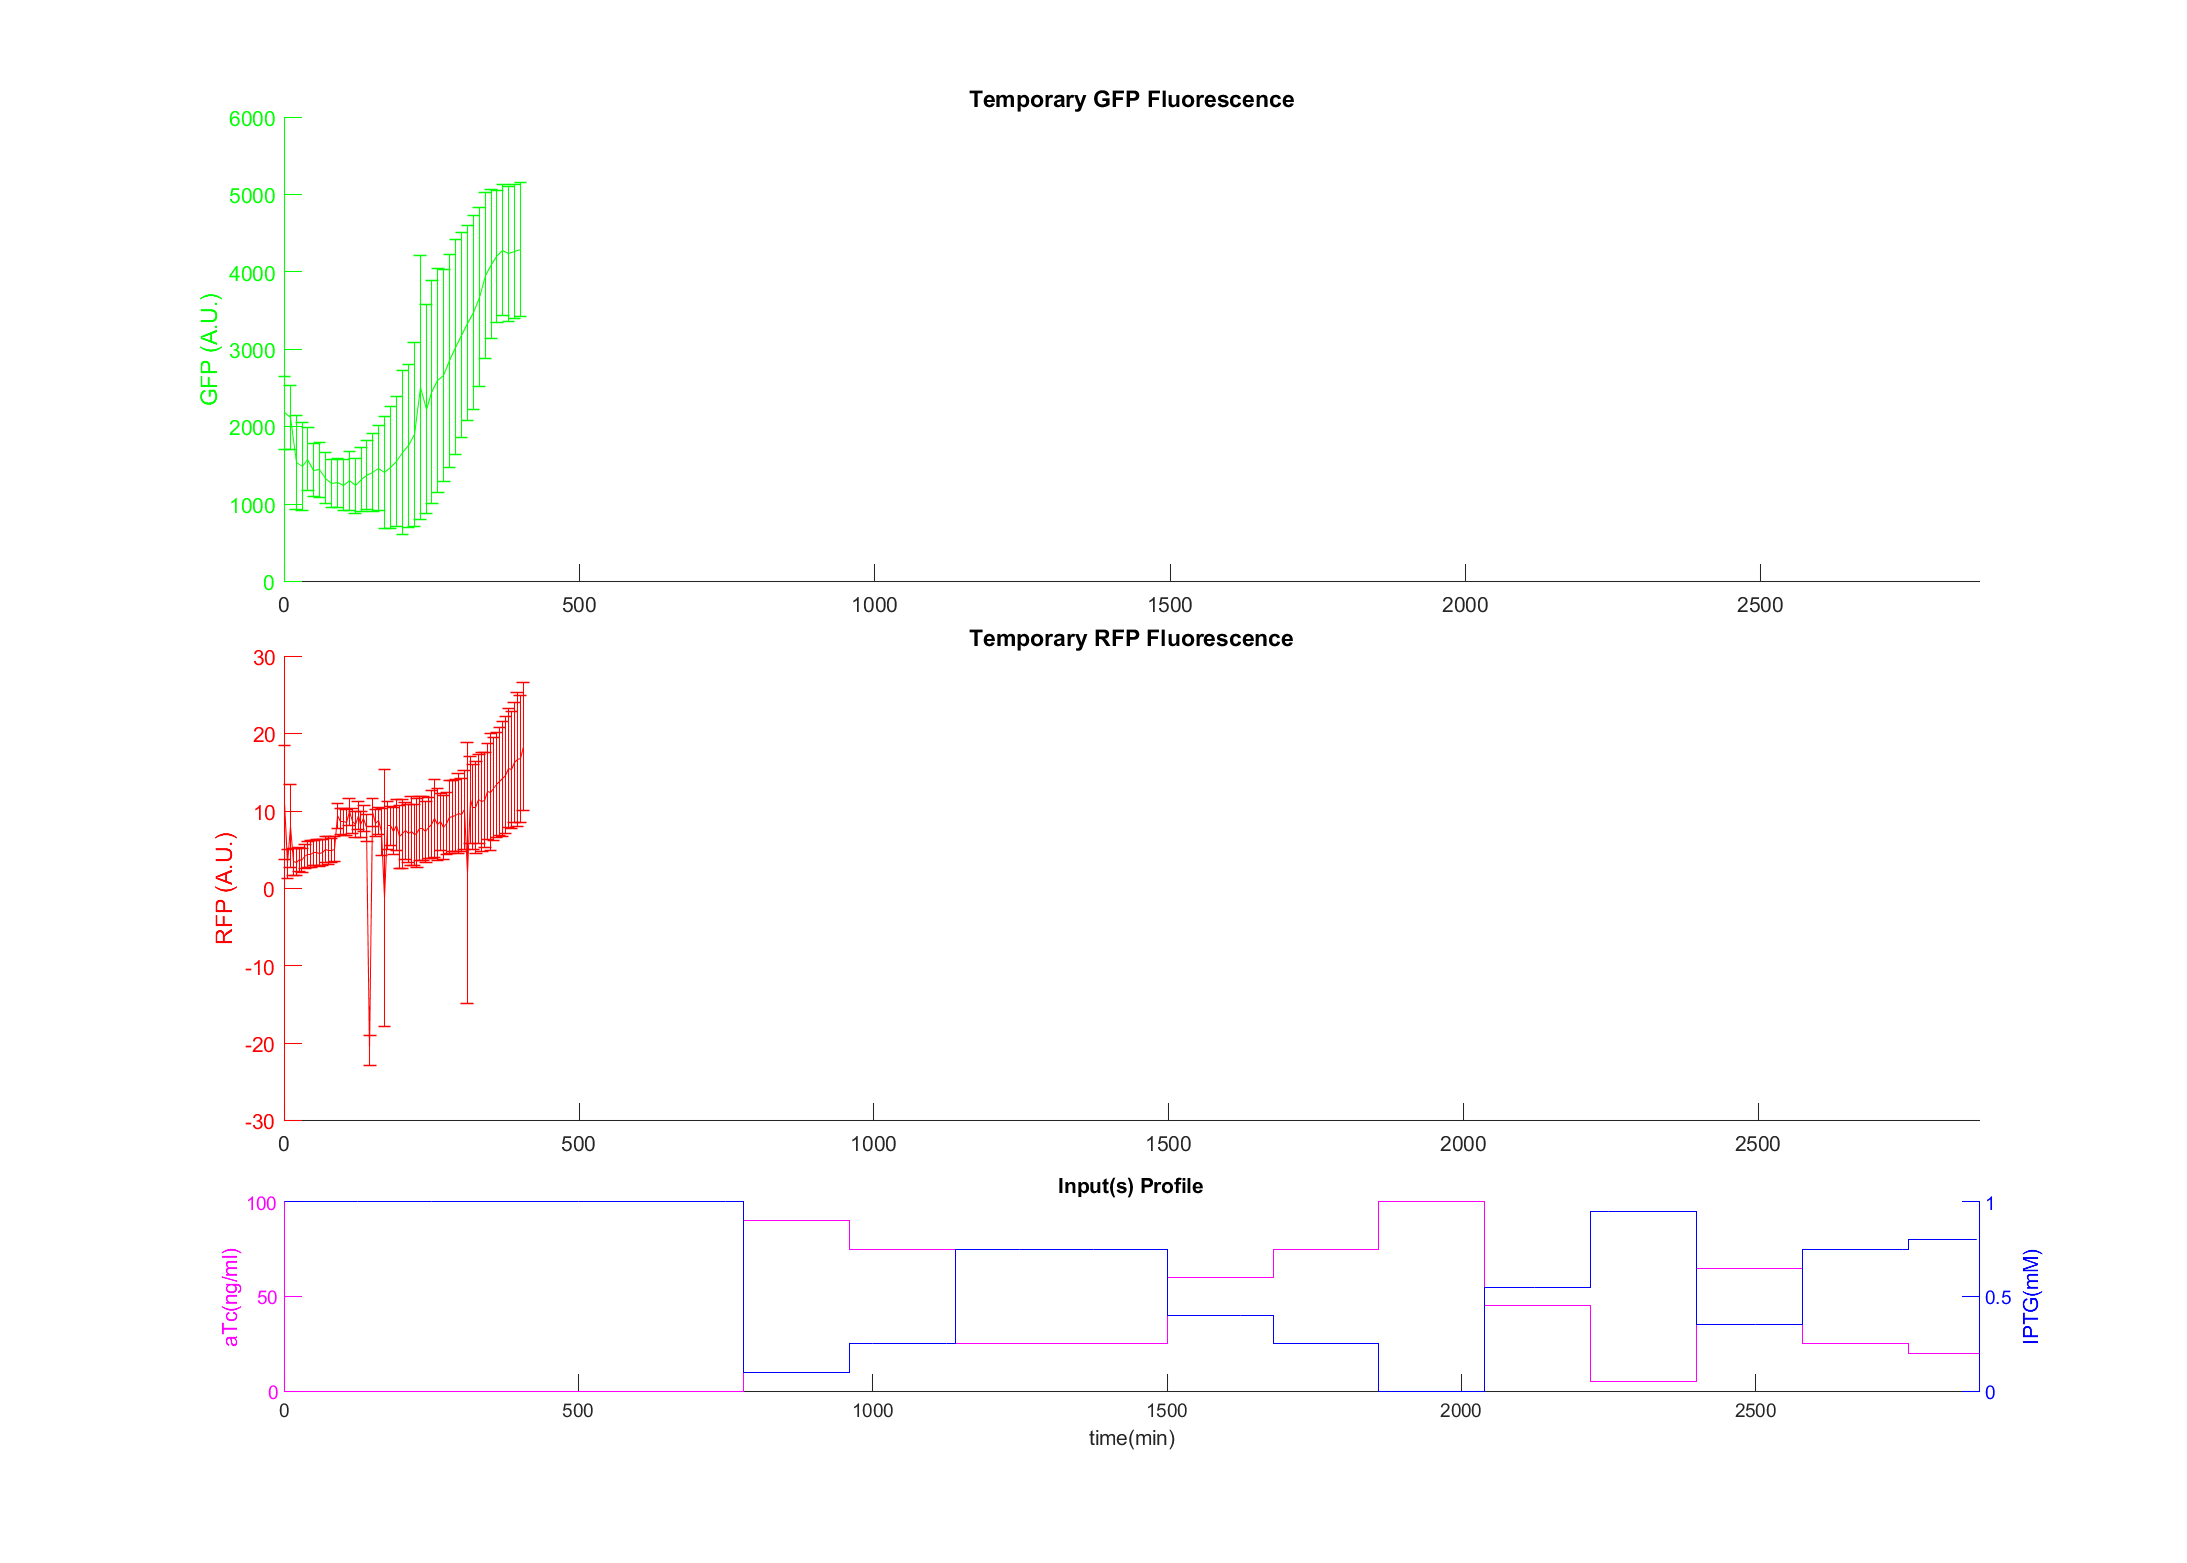 Temporary GFP Fluorescence
6000
5000
4000
3000
2000
1000
0
GFP (A.U.)
0 500 1000 1500 2000 2500
Temporary RFP Fluorescence
30
20
10
0
-10
-20
-30
RFP (A.U.)
0 500 1000 1500 2000 2500
Input(s) Profile
100
50
0
aTc(ng/ml)
1
0.5
0
IPTG(mM)
0 500 1000 1500 2000 2500
time(min)